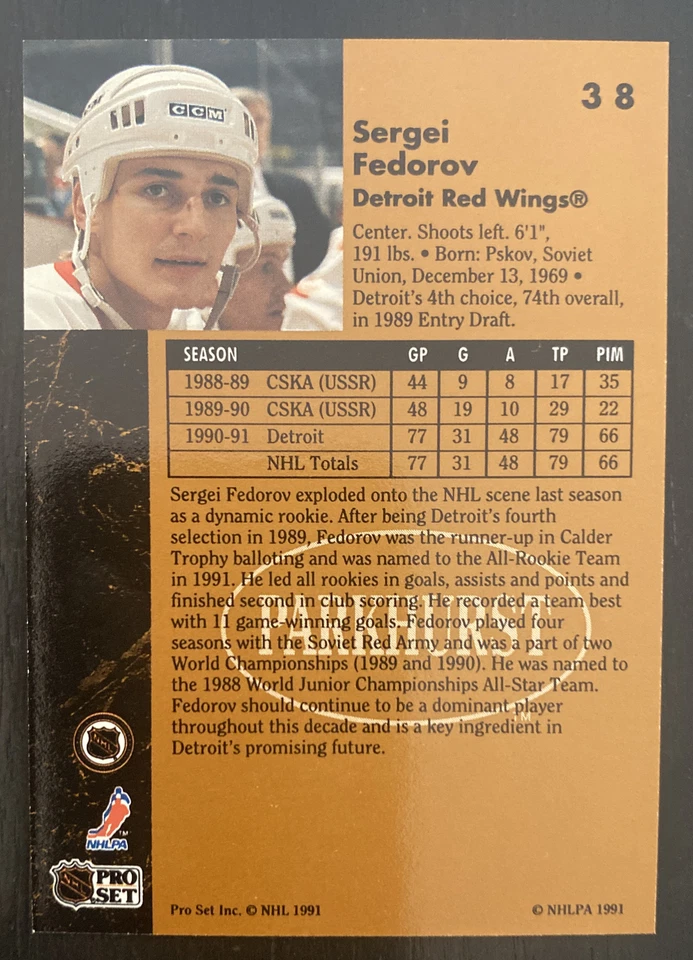 CCM
38
Sergei
Fedorov
Detroit Red Wings®
Center. Shoots left. 6'1",
191 lbs. • Born: Pskov, Soviet
Union, December 13, 1969 •
Detroit's 4th choice, 74th overall,
in 1989 Entry Draft.
SEASON GP G A TP PIM
1988-89 CSKA (USSR) 44 9 8 17 35
1989-90 CSKA (USSR) 48 19 10 29 22
1990-91 Detroit 77 31 48 79 66
NHL Totals 77 31 48 79 66
Sergei Fedorov exploded onto the NHL scene last season
as a dynamic rookie. After being Detroit's fourth
selection in 1989, Fedorov was the runner-up in Calder
Trophy balloting and was named to the All-Rookie Team
in 1991. He led all rookies in goals, assists and points and
finished second in club scoring. He recorded a team best
with 11 game-winning goals. Fedorov played four
seasons with the Soviet Red Army and was a part of two
World Championships (1989 and 1990). He was named to
the 1988 World Junior Championships All-Star Team.
Fedorov should continue to be a dominant player
throughout this decade and is a key ingredient in
Detroit's promising future.
PARKHURST
TM
NHL
TM
NHLPA
NHL PRO
SET
Pro Set Inc. © NHL 1991
© NHLPA 1991